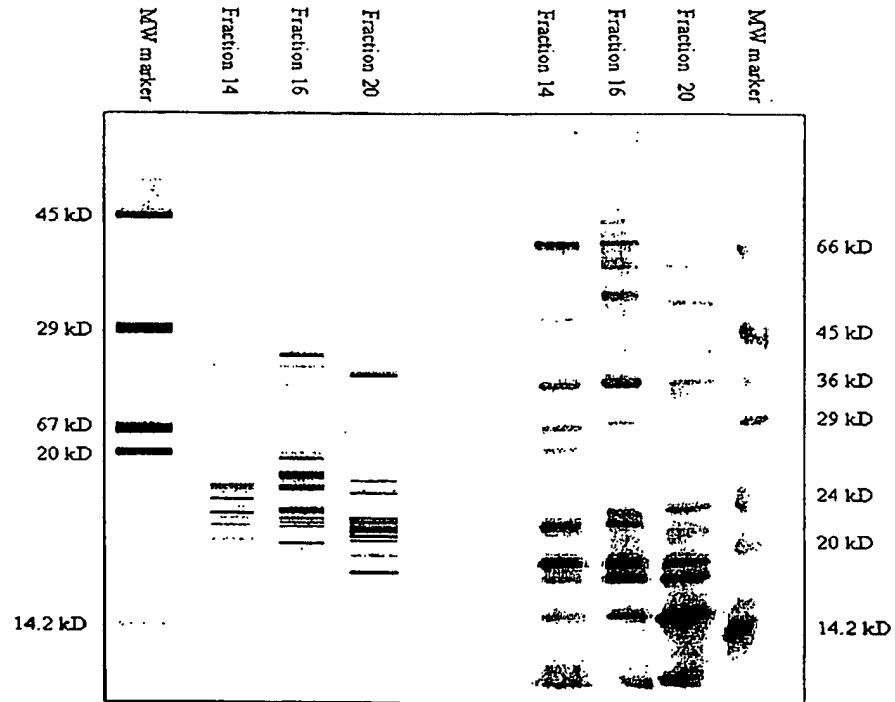 MW marker
Fraction 14
Fraction 16
Fraction 20
Fraction 14
Fraction 16
Fraction 20
MW marker
45 kD
29 kD
67 kD
20 kD
14.2 kD
66 kD
45 kD
36 kD
29 kD
24 kD
20 kD
14.2 kD